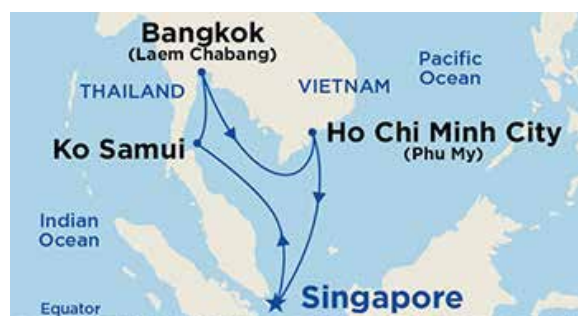 Bangkok
(Laem Chabang)
Pacific
Ocean
THAILAND
VIETNAM
Ho Chi Minh City
(Phu My)
Ko Samui
Indian
Ocean
Singapore
Equator